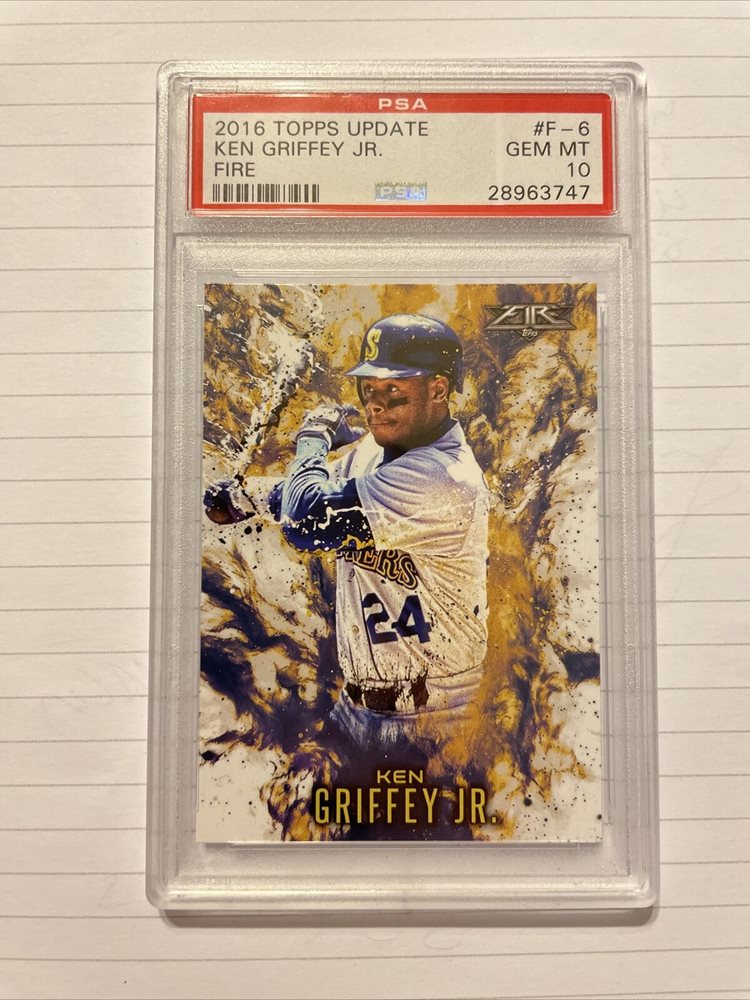 PSA
2016 TOPPS UPDATE #F-6
KEN GRIFFEY JR. GEM MT
FIRE 10
PSA 28963747
FIRE
Topps
S
24
KEN
GRIFFEY JR.